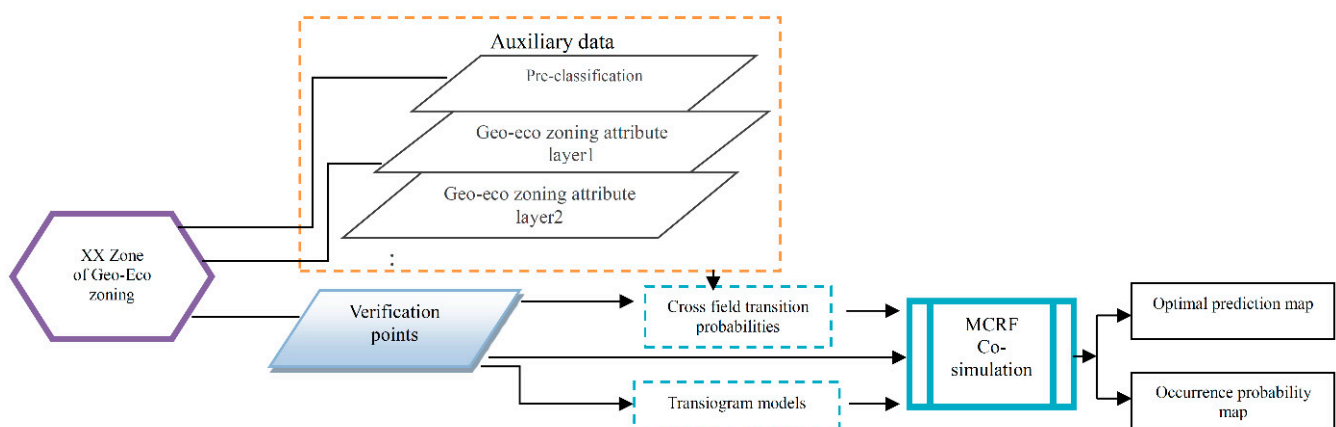 Auxiliary data
Pre-classification
Geo-eco zoning attribute
layer1
Geo-eco zoning attribute
layer2
:
XX Zone
of Geo-Eco
zoning
Verification
points
Cross field transition
probabilities
Transiogram models
MCRF
Co-
simulation
Optimal prediction map
Occurrence probability
map